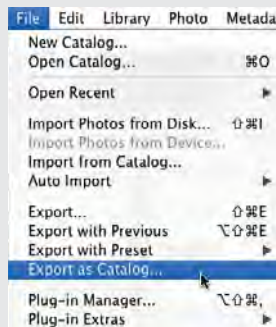 File Edit Library Photo Metada
New Catalog...
Open Catalog... ⌘O
Open Recent ▶
Import Photos from Disk... ⇧⌘I
Import Photos from Device...
Import from Catalog...
Auto Import ▶
Export... ⇧⌘E
Export with Previous ⌥⇧⌘E
Export with Preset ▶
Export as Catalog...
Plug-in Manager... ⌥⇧⌘,
Plug-in Extras ▶